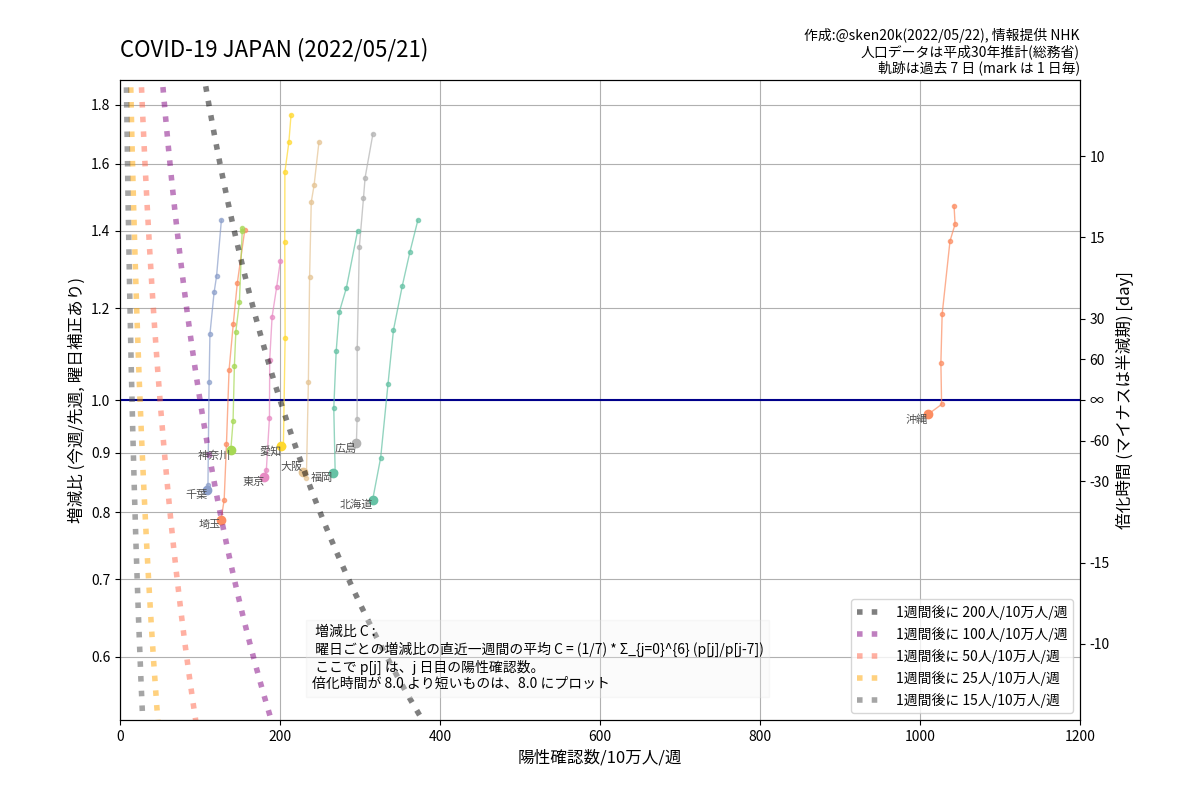 COVID-19 JAPAN (2022/05/21)
作成:@sken20k(2022/05/22), 情報提供 NHK
人口データは平成30年推計(総務省)
軌跡は過去 7 日 (mark は 1 日毎)
増減比 (今週/先週, 曜日補正あり)
1.8
1.6
1.4
1.2
1.0
0.9
0.8
0.7
0.6
10
15
30
60
∞
-60
-30
-15
-10
倍化時間 (マイナスは半減期) [day]
沖縄
広島
愛知
神奈川
大阪
福岡
東京
千葉
北海道
埼玉
増減比 C :
曜日ごとの増減比の直近一週間の平均 C = (1/7) * Σ_{j=0}^{6} (p[j]/p[j-7])
ここで p[j] は、j 日目の陽性確認数。
倍化時間が 8.0 より短いものは、8.0 にプロット
1週間後に 200人/10万人/週
1週間後に 100人/10万人/週
1週間後に 50人/10万人/週
1週間後に 25人/10万人/週
1週間後に 15人/10万人/週
0 200 400 600 800 1000 1200
陽性確認数/10万人/週